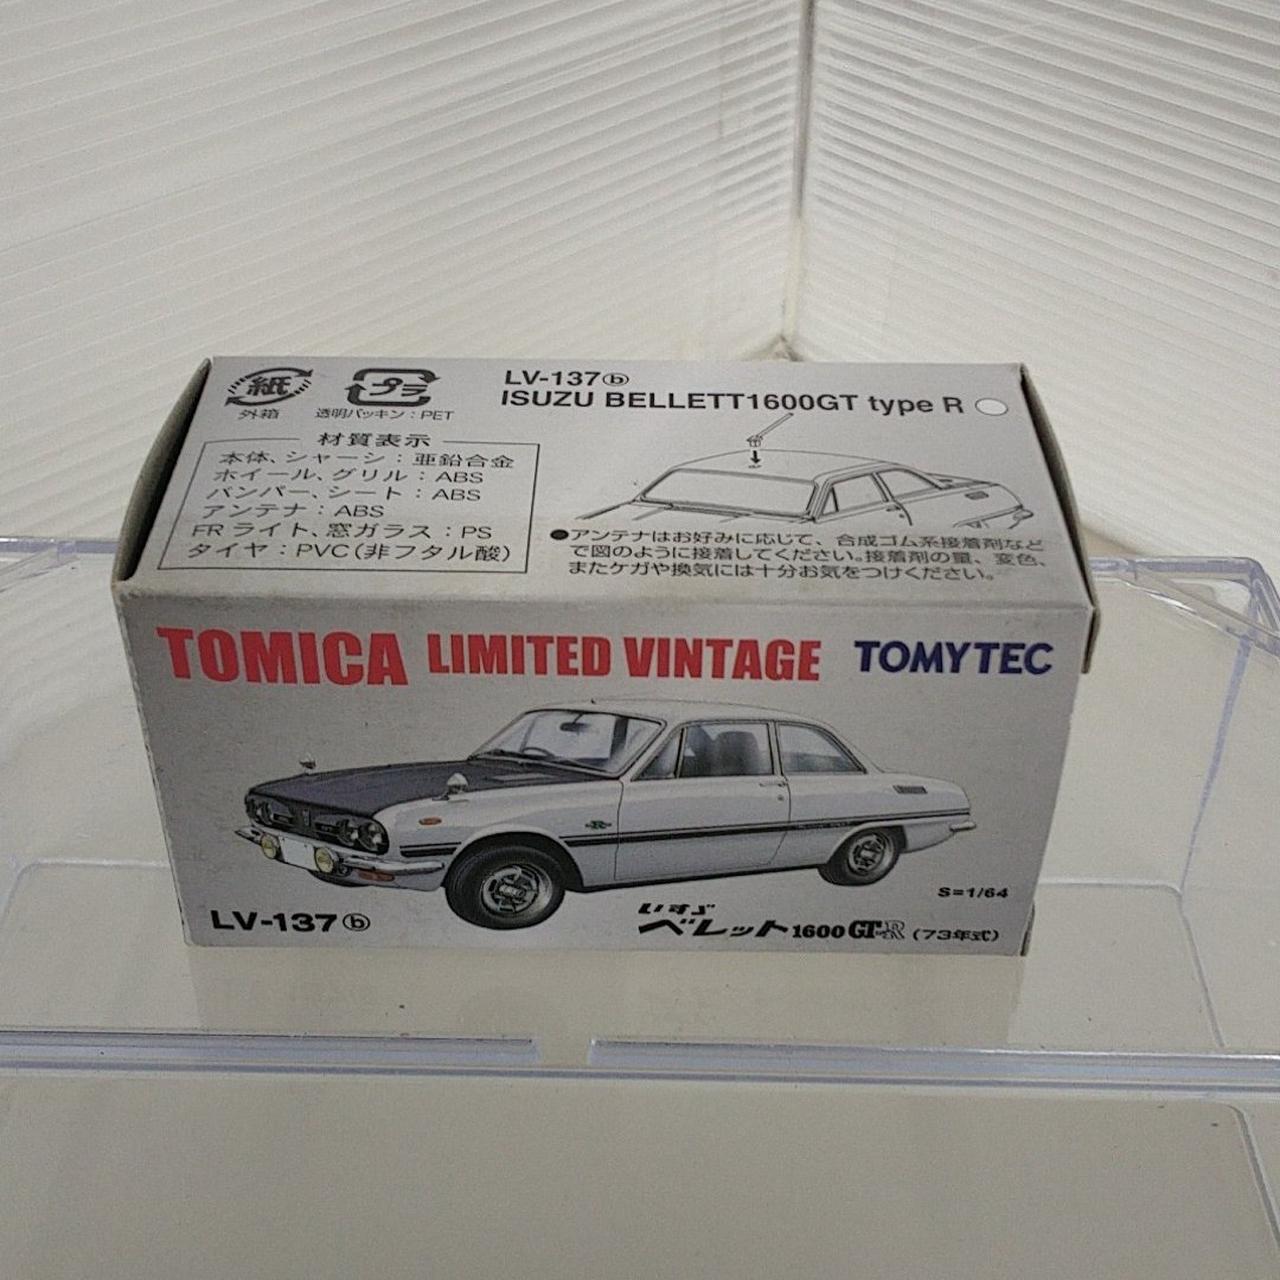 LV-137ⓑ
ISUZU BELLETT1600GT type R
紙
外箱
プラ
透明パッキン：PET
材質表示
本体、シャーシ：亜鉛合金
ホイール、グリル：ABS
バンパー、シート：ABS
アンテナ：ABS
FRライト、窓ガラス：PS
タイヤ：PVC（非フタル酸）
●アンテナはお好みに応じて、合成ゴム系接着剤など
で図のように接着してください。接着剤の量、変色、
またケガや換気には十分お気をつけください。
TOMICA LIMITED VINTAGE TOMYTEC
S=1/64
LV-137ⓑ
いすゞ
ベレット1600GT-R（73年式）